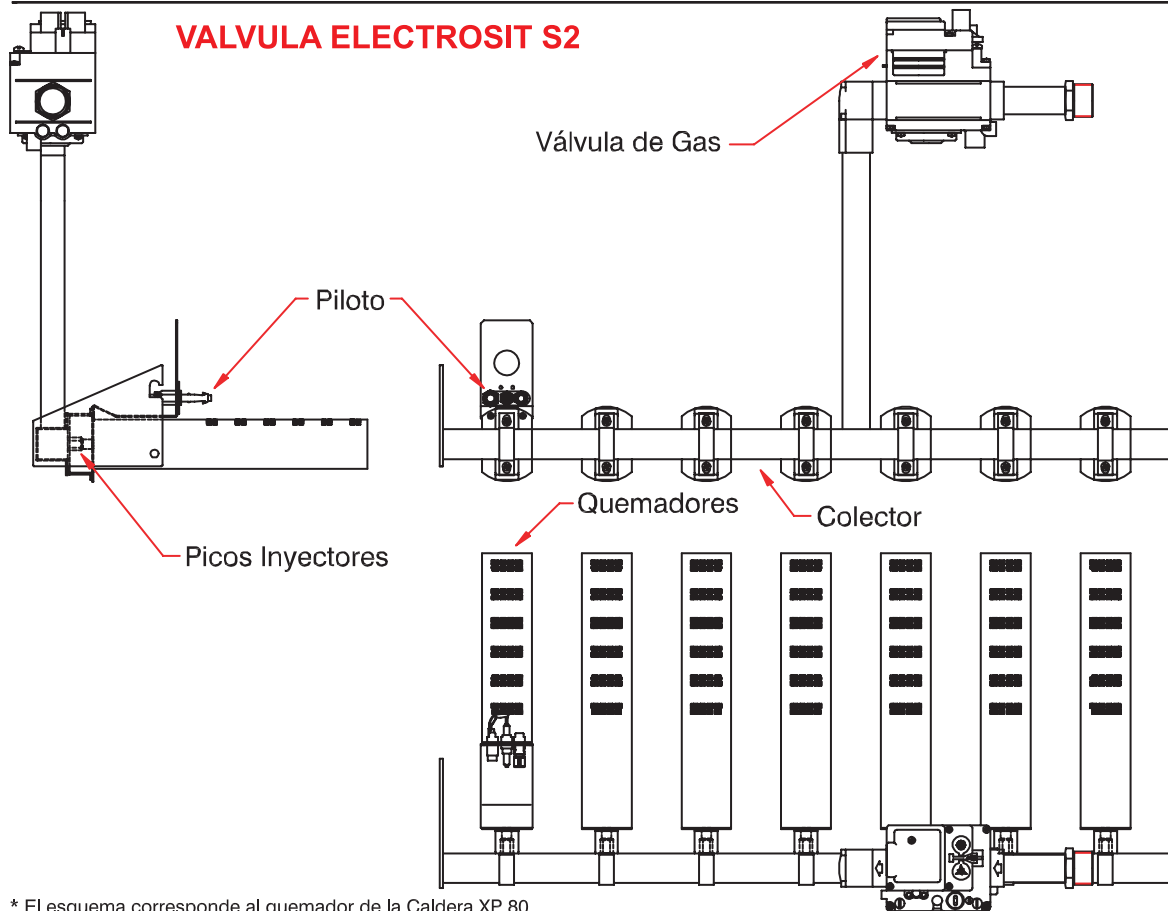 VALVULA ELECTROSIT S2
Válvula de Gas
Piloto
Quemadores
Colector
Picos Inyectores
* El esquema corresponde al quemador de la Caldera XP 80